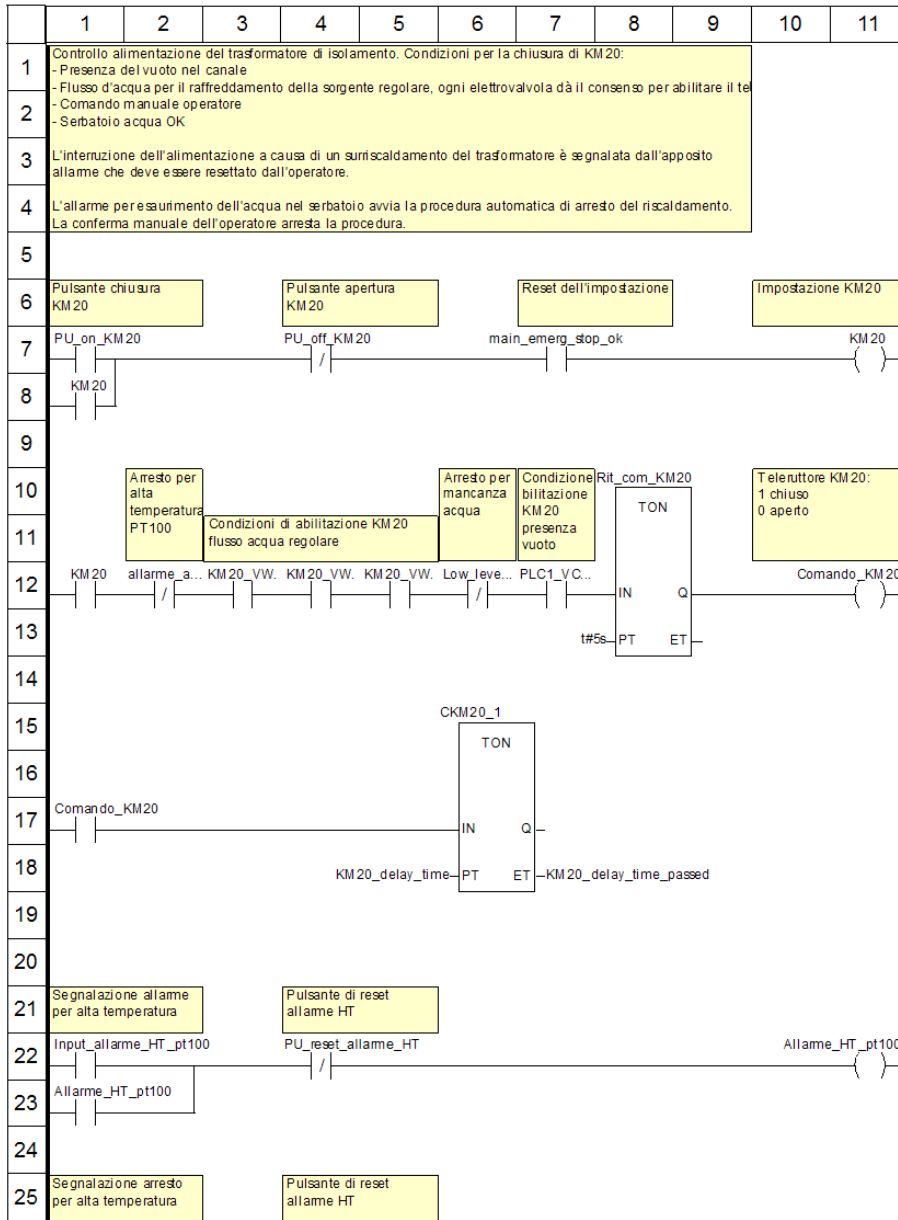 1 2 3 4 5 6 7 8 9 10 11
1
Controllo alimentazione del trasformatore di isolamento. Condizioni per la chiusura di KM20:
- Presenza del vuoto nel canale
- Flusso d'acqua per il raffreddamento della sorgente regolare, ogni elettrovalvola dà il consenso per abilitare il tel
2
- Comando manuale operatore
- Serbatoio acqua OK
3
L'interruzione dell'alimentazione a causa di un surriscaldamento del trasformatore è segnalata dall'apposito
allarme che deve essere resettato dall'operatore.
4
L'allarme per esaurimento dell'acqua nel serbatoio avvia la procedura automatica di arresto del riscaldamento.
La conferma manuale dell'operatore arresta la procedura.
5
6
Pulsante chiusura
KM20
Pulsante apertura
KM20
Reset dell'impostazione
Impostazione KM20
7
PU_on_KM20
PU_off_KM20
main_emerg_stop_ok
KM20
8
KM20
9
10
Arresto per
alta
temperatura
PT100
Condizioni di abilitazione KM20
flusso acqua regolare
Arresto per
mancanza
acqua
Condizione
bilitazione
KM20
presenza
vuoto
Rit_com_KM20
TON
Teleruttore KM20:
1 chiuso
0 aperto
11
12
KM20
allarme_a...
KM20_VW.
KM20_VW.
KM20_VW.
Low_leve...
PLC1_VC...
IN Q
Comando_KM20
13
t#5s PT ET
14
15
CKM20_1
TON
16
17
Comando_KM20
IN Q
18
KM20_delay_time PT ET KM20_delay_time_passed
19
20
21
Segnalazione allarme
per alta temperatura
Pulsante di reset
allarme HT
22
Input_allarme_HT_pt100
PU_reset_allarme_HT
Allarme_HT_pt100
23
Allarme_HT_pt100
24
25
Segnalazione arresto
per alta temperatura
Pulsante di reset
allarme HT